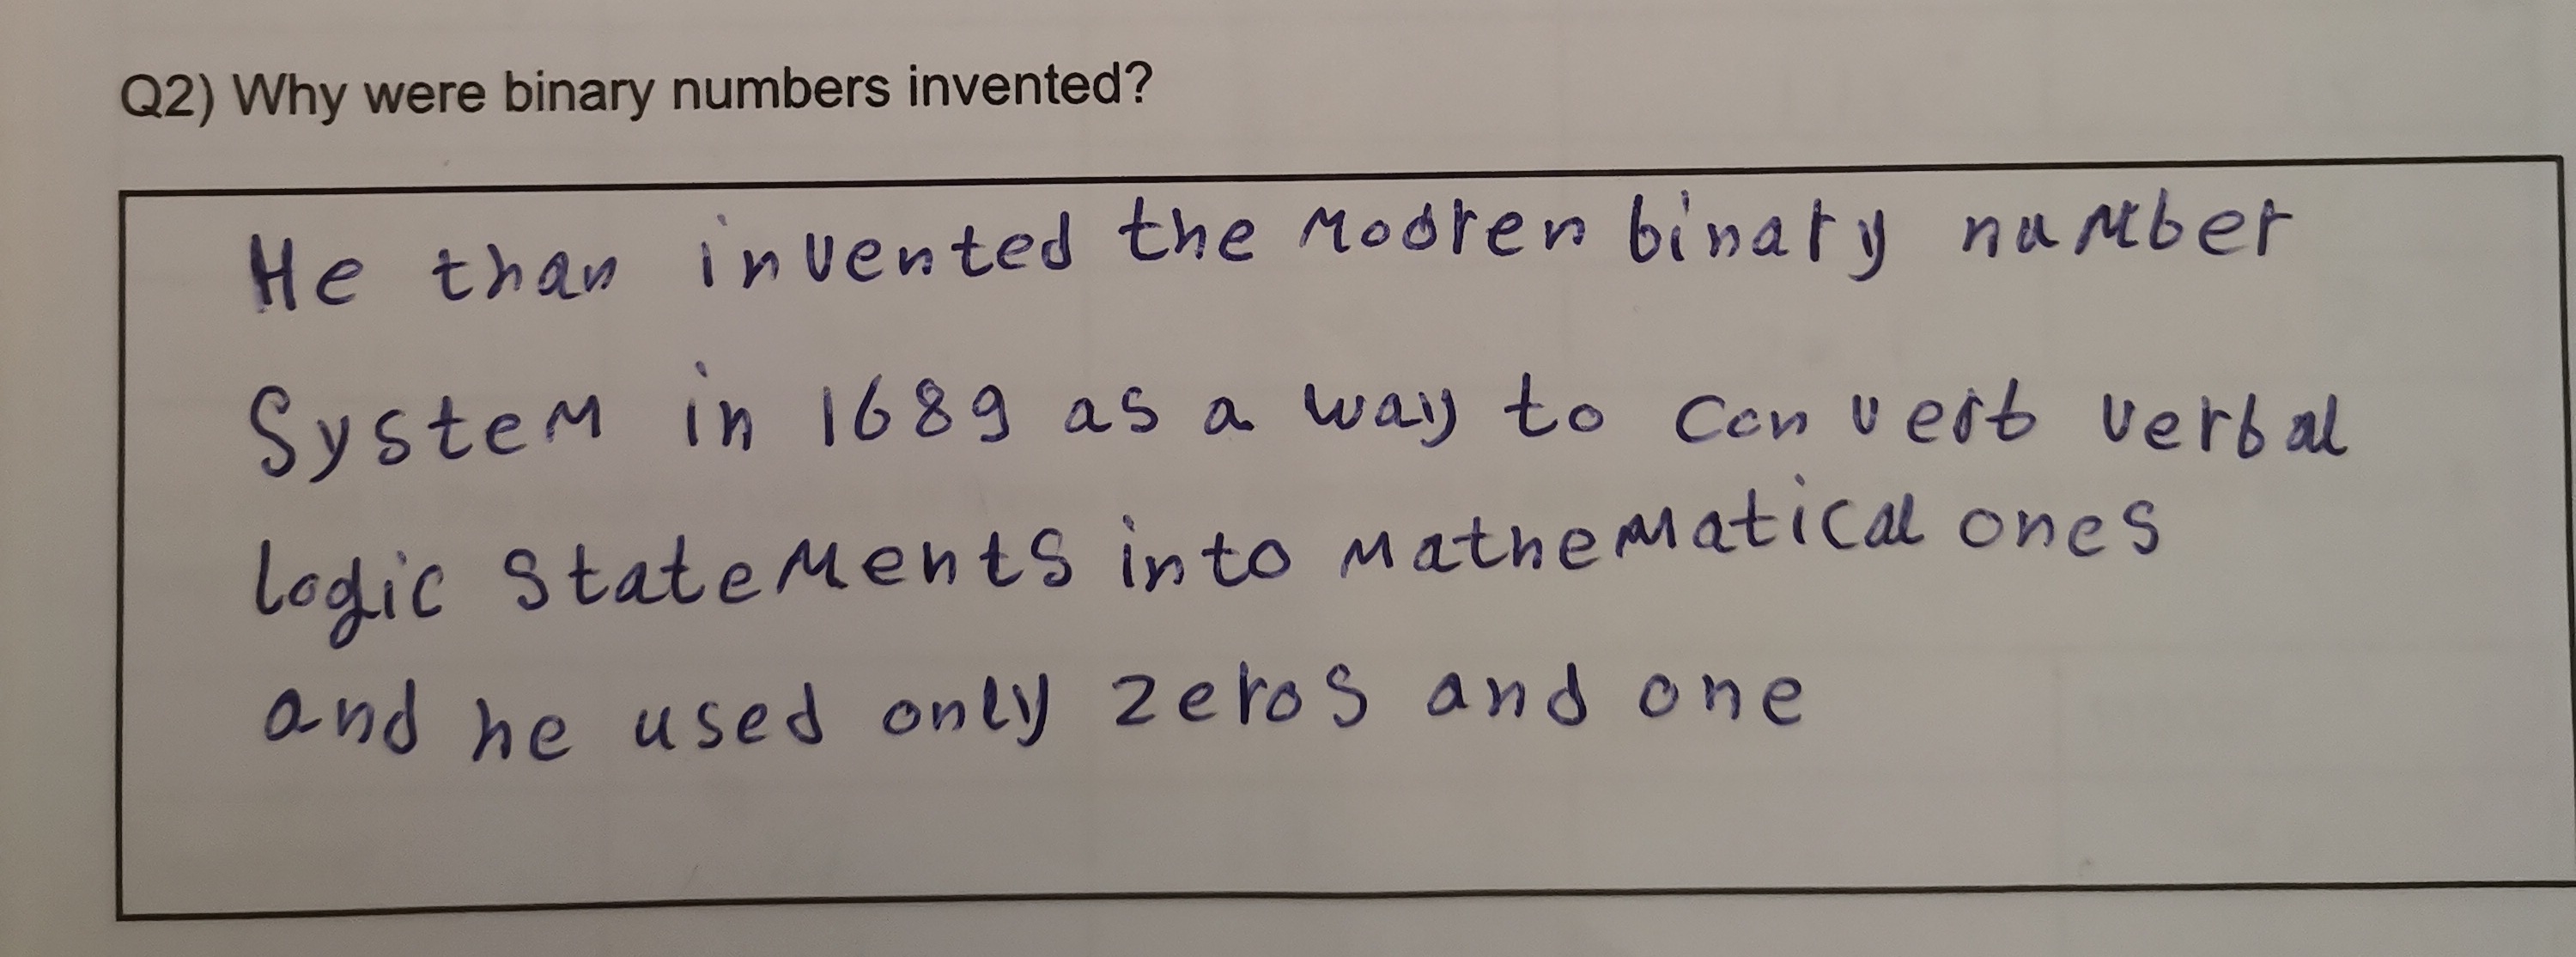 Q2) Why were binary numbers invented?
He than invented the Modren binary number
System in 1689 as a way to convert verbal
logic statements into mathematical ones
and he used only zeros and one